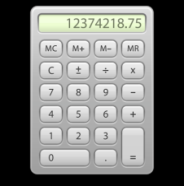 12374218.75
MC M+ M− MR
C ± ÷ x
7 8 9 −
4 5 6 +
1 2 3
0 . =